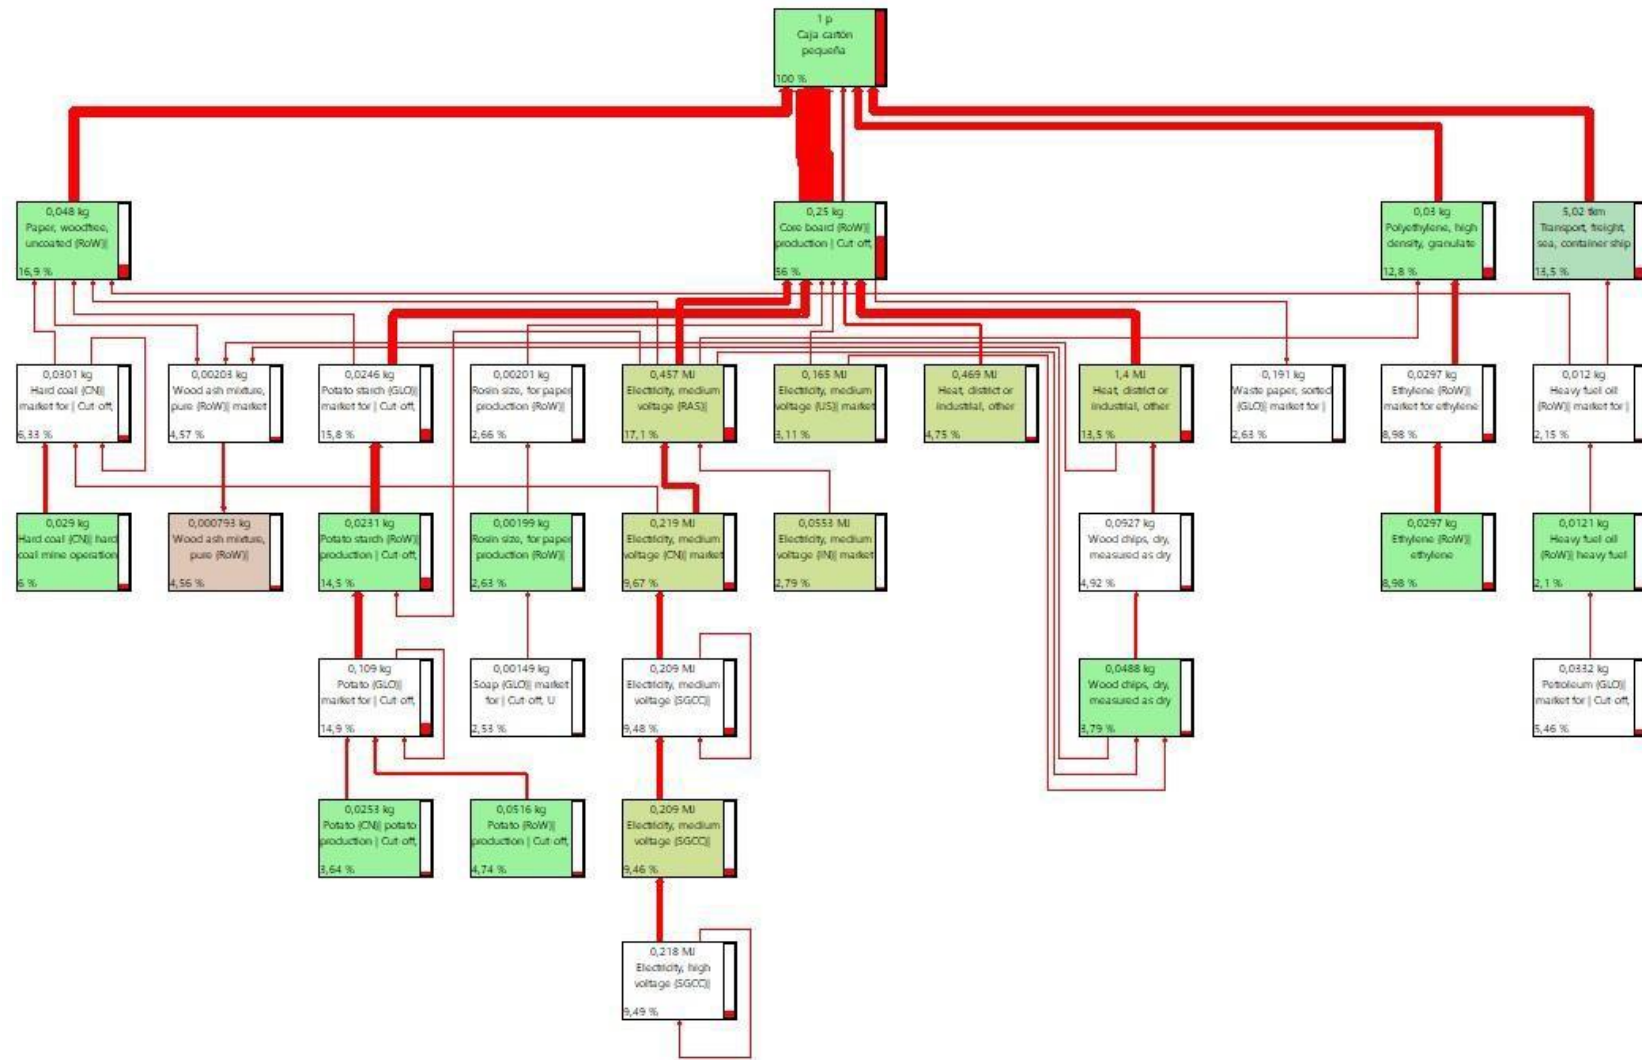 1 p
Caja cartón
pequeña
100 %
0,048 kg
Paper, woodfree,
uncoated {RoW}|
16,9 %
0,25 kg
Core board {RoW}|
production | Cut-off,
56 %
0,03 kg
Polyethylene, high
density, granulate
12,8 %
5,02 tkm
Transport, freight,
sea, container ship
13,5 %
0,0301 kg
Hard coal {CN}|
market for | Cut-off,
6,33 %
0,00203 kg
Wood ash mixture,
pure {RoW}| market
4,57 %
0,0246 kg
Potato starch {GLO}|
market for | Cut-off,
15,8 %
0,00201 kg
Rosin size, for paper
production {RoW}|
2,66 %
0,457 MJ
Electricity, medium
voltage {RAS}|
17,1 %
0,165 MJ
Electricity, medium
voltage {US}| market
3,11 %
0,469 MJ
Heat, district or
industrial, other
4,75 %
1,4 MJ
Heat, district or
industrial, other
13,5 %
0,191 kg
Waste paper, sorted
{GLO}| market for |
2,63 %
0,0297 kg
Ethylene {RoW}|
market for ethylene
8,98 %
0,012 kg
Heavy fuel oil
{RoW}| market for |
2,15 %
0,029 kg
Hard coal {CN}| hard
coal mine operation
6 %
0,000793 kg
Wood ash mixture,
pure {RoW}|
4,56 %
0,0231 kg
Potato starch {RoW}|
production | Cut-off,
14,5 %
0,00199 kg
Rosin size, for paper
production {RoW}|
2,63 %
0,219 MJ
Electricity, medium
voltage {CN}| market
9,67 %
0,0553 MJ
Electricity, medium
voltage {IN}| market
2,79 %
0,0927 kg
Wood chips, dry,
measured as dry
4,92 %
0,0297 kg
Ethylene {RoW}|
ethylene
8,98 %
0,0121 kg
Heavy fuel oil
{RoW}| heavy fuel
2,1 %
0,109 kg
Potato {GLO}|
market for | Cut-off,
14,9 %
0,00149 kg
Soap {GLO}| market
for | Cut-off, U
2,53 %
0,209 MJ
Electricity, medium
voltage {SGCC}|
9,48 %
0,0488 kg
Wood chips, dry,
measured as dry
3,79 %
0,0332 kg
Petroleum {GLO}|
market for | Cut-off,
5,46 %
0,0253 kg
Potato {CN}| potato
production | Cut-off,
3,64 %
0,0516 kg
Potato {RoW}|
production | Cut-off,
4,74 %
0,209 MJ
Electricity, medium
voltage {SGCC}|
9,46 %
0,218 MJ
Electricity, high
voltage {SGCC}|
9,49 %